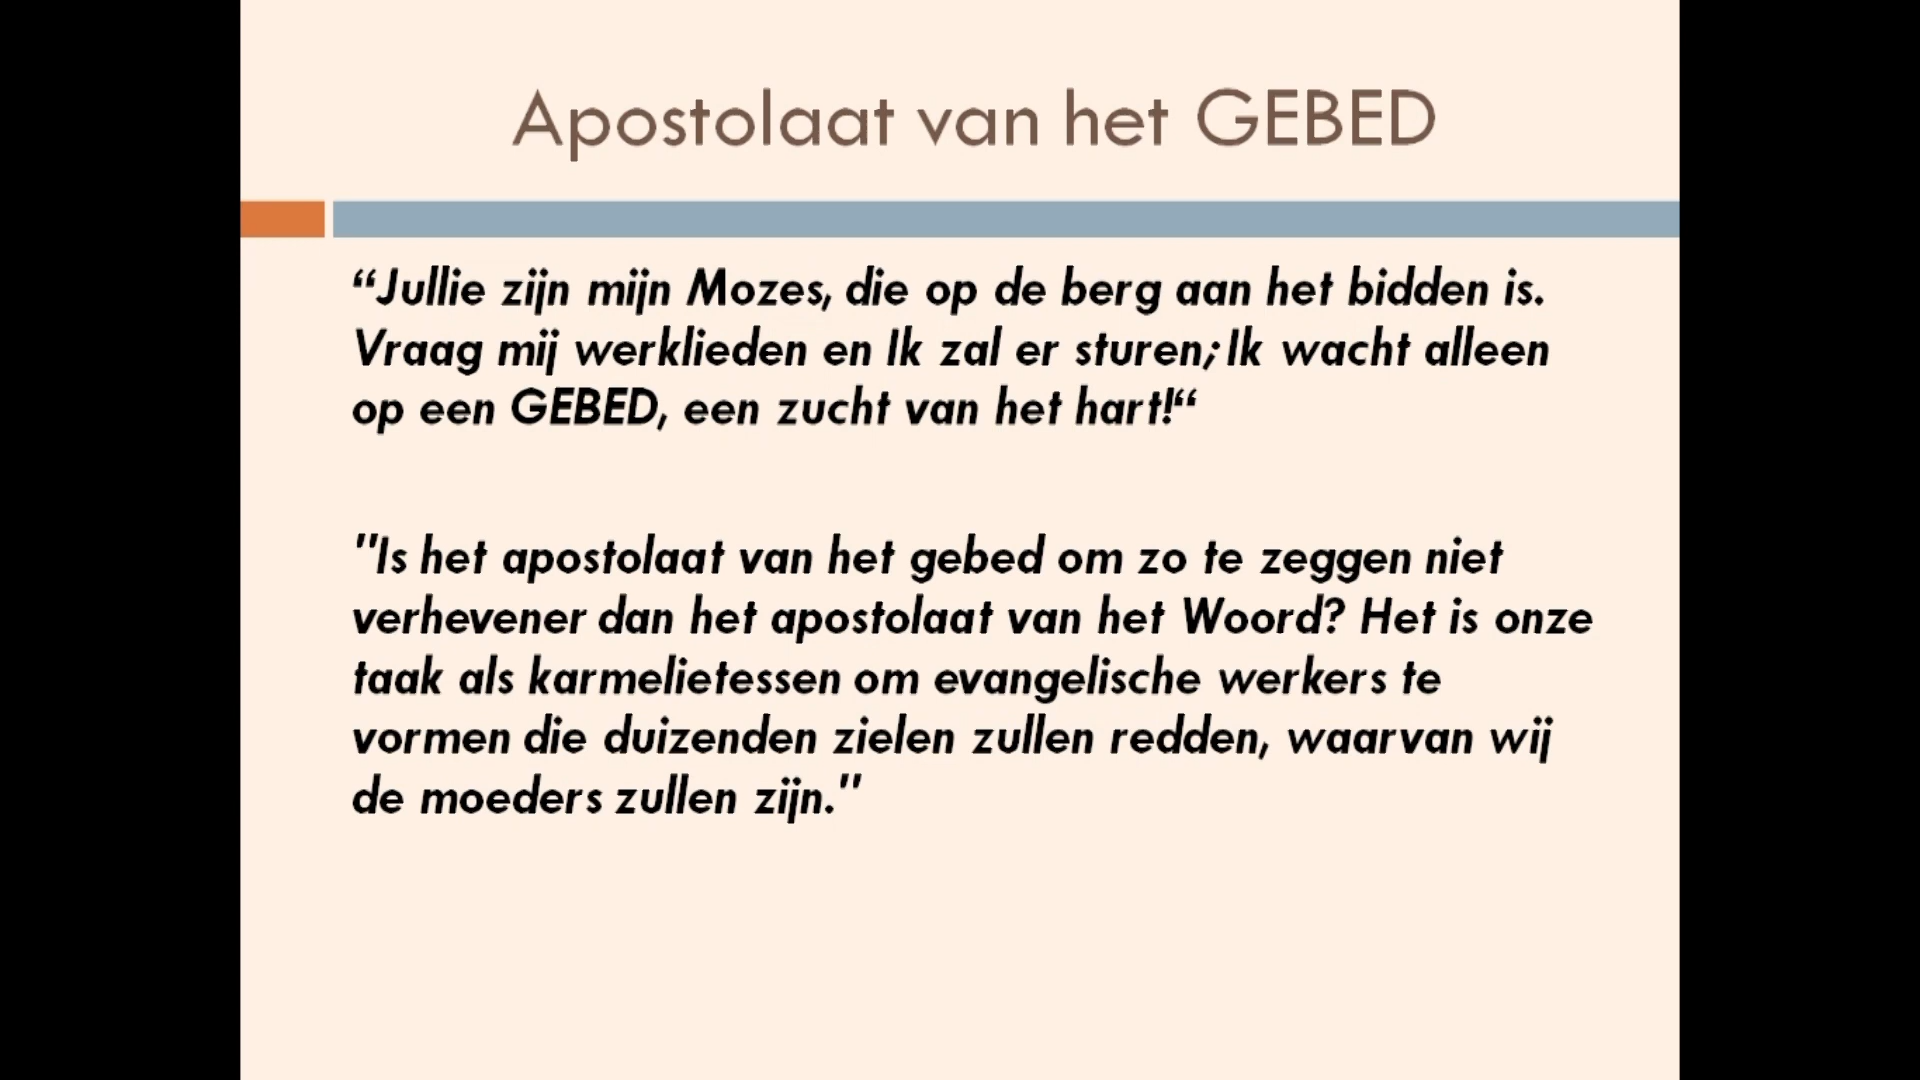 Apostolaat van het GEBED
“Jullie zijn mijn Mozes, die op de berg aan het bidden is.
Vraag mij werklieden en Ik zal er sturen; Ik wacht alleen
op een GEBED, een zucht van het hart!“
"Is het apostolaat van het gebed om zo te zeggen niet
verhevener dan het apostolaat van het Woord? Het is onze
taak als karmelietessen om evangelische werkers te
vormen die duizenden zielen zullen redden, waarvan wij
de moeders zullen zijn."